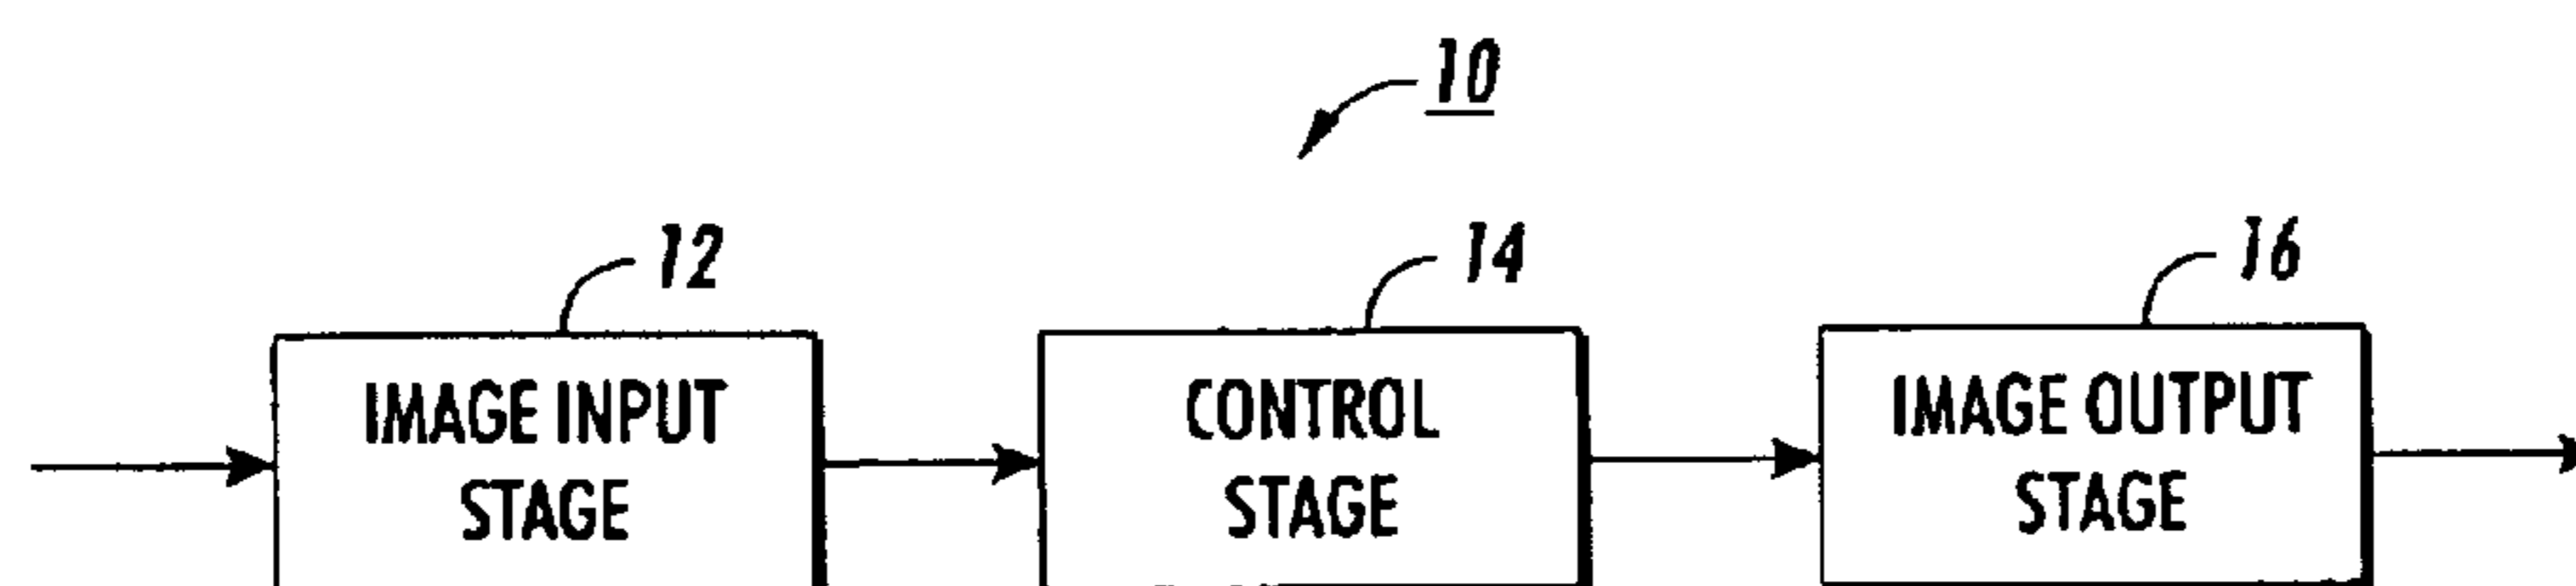 10
12
14
16
IMAGE INPUT
STAGE
CONTROL
STAGE
IMAGE OUTPUT
STAGE